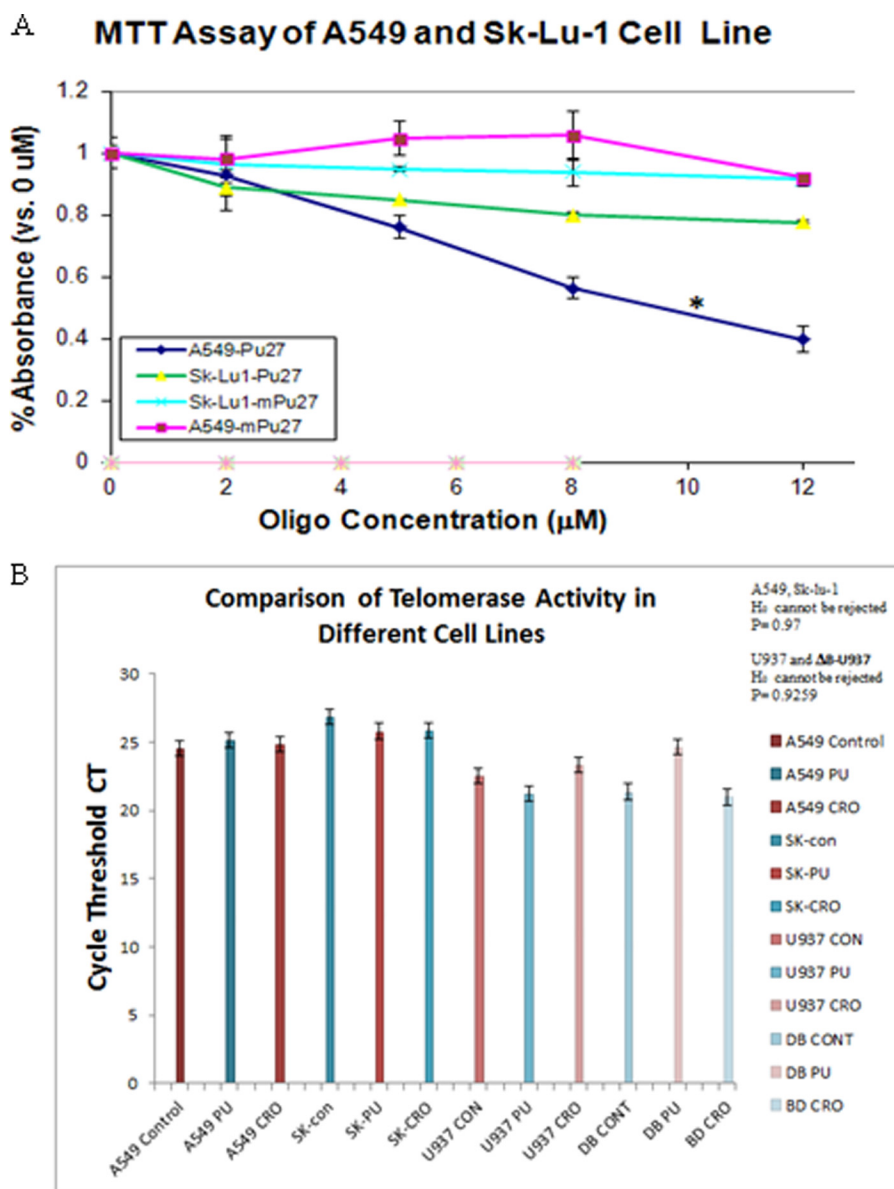 A
MTT Assay of A549 and Sk-Lu-1 Cell Line
1.2
1
0.8
0.6
0.4
0.2
0
% Absorbance (vs. 0 uM)
*
A549-Pu27
Sk-Lu1-Pu27
Sk-Lu1-mPu27
A549-mPu27
0 2 4 6 8 10 12
Oligo Concentration (µM)
B
Comparison of Telomerase Activity in
Different Cell Lines
A549, Sk-lu-1
H₀ cannot be rejected
P= 0.97
U937 and ΔB-U937
H₀ cannot be rejected
P= 0.9259
30
25
20
15
10
5
0
Cycle Threshold CT
A549 Control
A549 PU
A549 CRO
SK-con
SK-PU
SK-CRO
U937 CON
U937 PU
U937 CRO
DB CONT
DB PU
BD CRO
A549 Control
A549 PU
A549 CRO
SK-con
SK-PU
SK-CRO
U937 CON
U937 PU
U937 CRO
DB CONT
DB PU
BD CRO